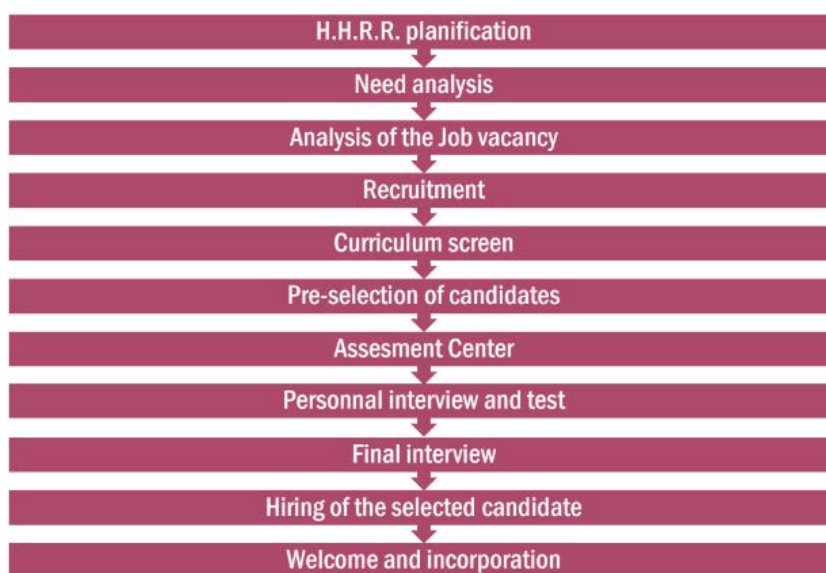 H.H.R.R. planification
Need analysis
Analysis of the Job vacancy
Recruitment
Curriculum screen
Pre-selection of candidates
Assesment Center
Personnal interview and test
Final interview
Hiring of the selected candidate
Welcome and incorporation